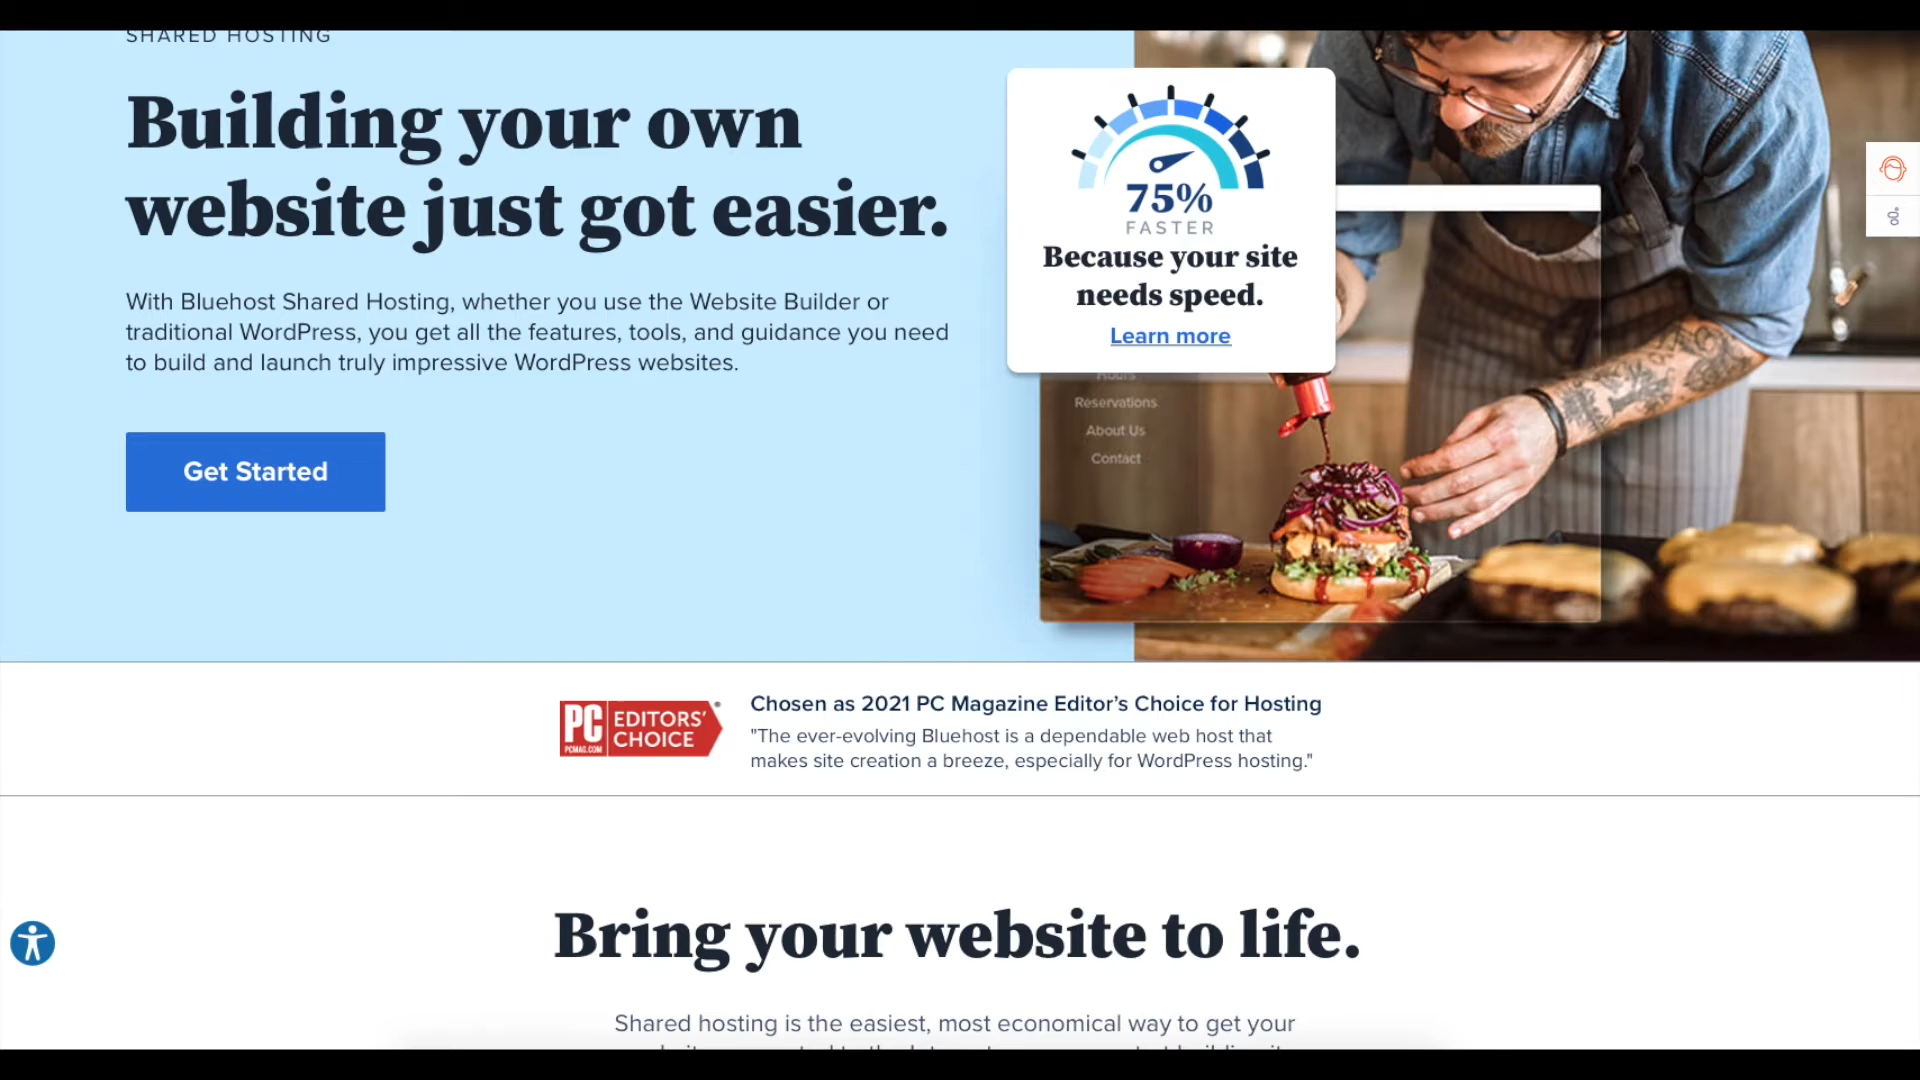 SHARED HOSTING
Building your own
website just got easier.
With Bluehost Shared Hosting, whether you use the Website Builder or
traditional WordPress, you get all the features, tools, and guidance you need
to build and launch truly impressive WordPress websites.
Get Started
75%
FASTER
Because your site
needs speed.
Learn more
Hours
Reservations
About Us
Contact
PC
PCMAG.COM
EDITORS'
CHOICE
Chosen as 2021 PC Magazine Editor's Choice for Hosting
"The ever-evolving Bluehost is a dependable web host that
makes site creation a breeze, especially for WordPress hosting."
Bring your website to life.
Shared hosting is the easiest, most economical way to get your